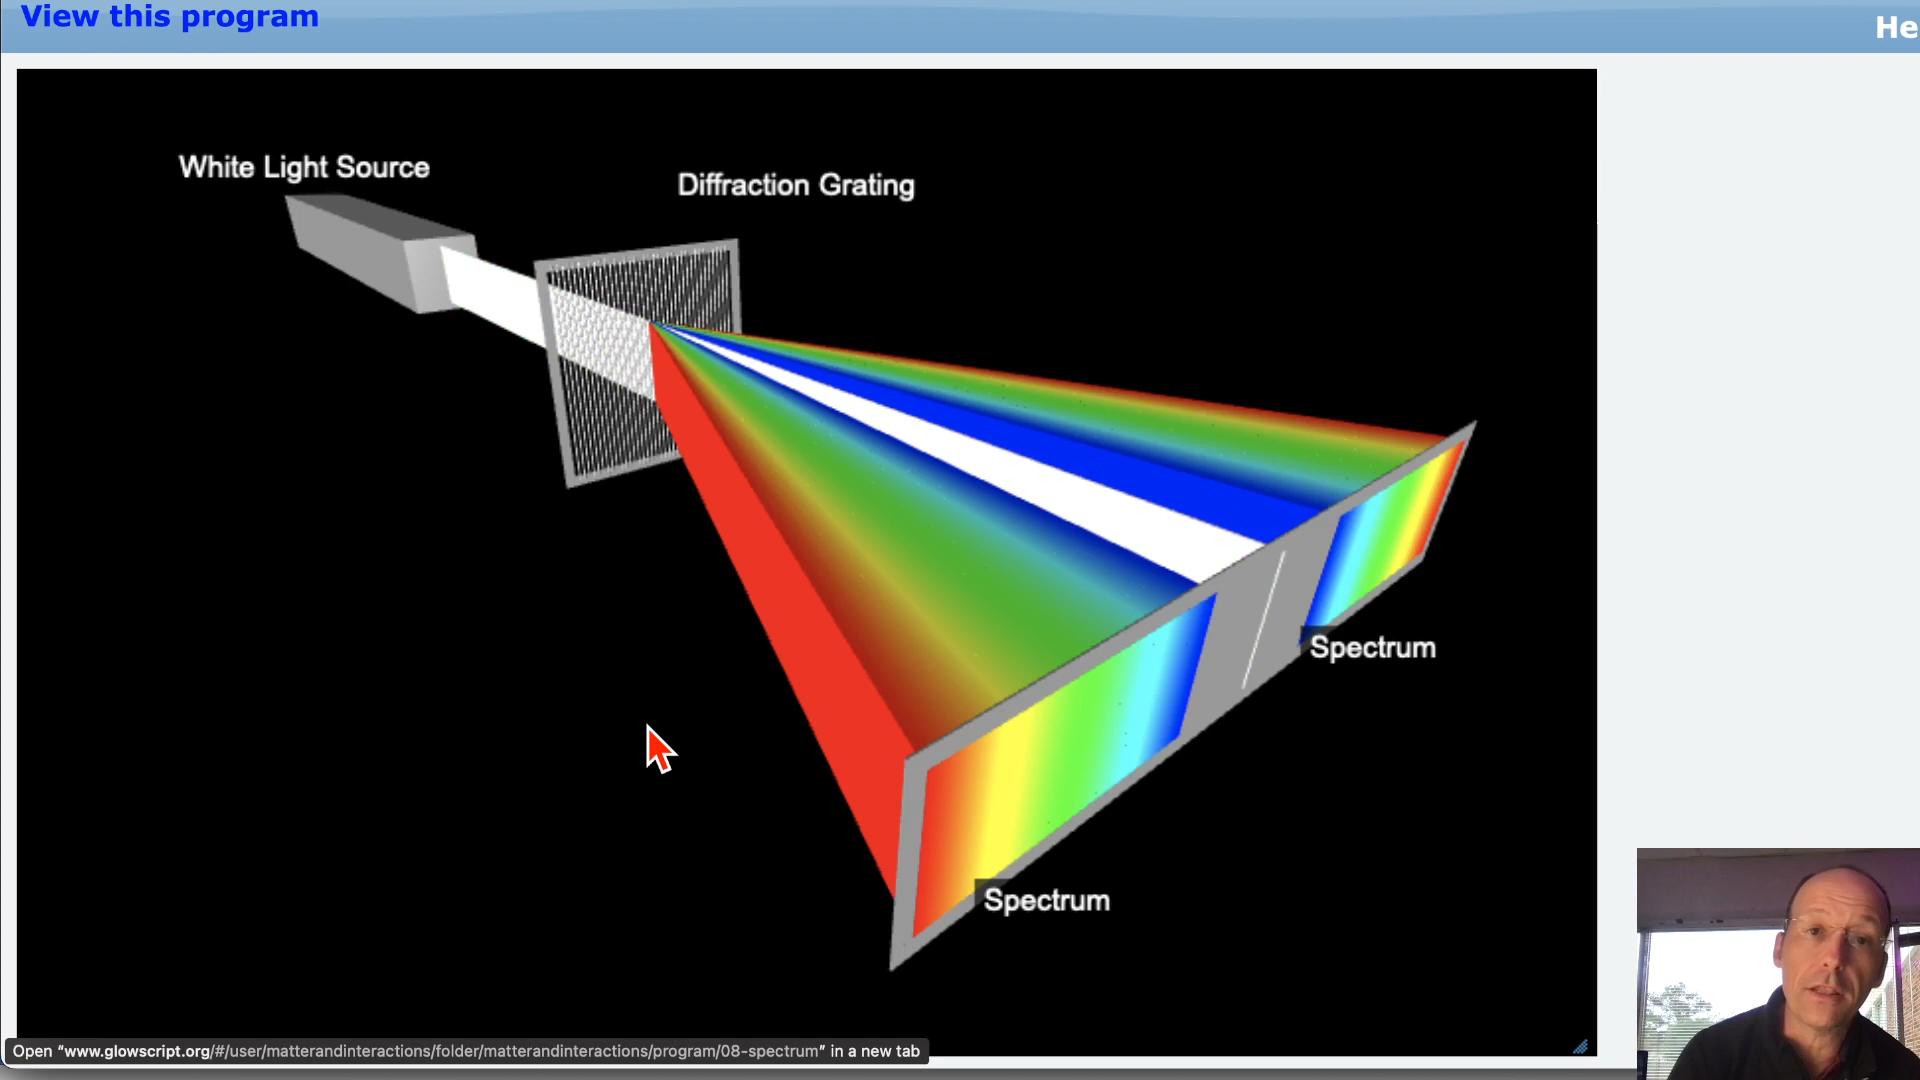 View this program
He
White Light Source
Diffraction Grating
Spectrum
Spectrum
Open “www.glowscript.org/#/user/matterandinteractions/folder/matterandinteractions/program/08-spectrum” in a new tab